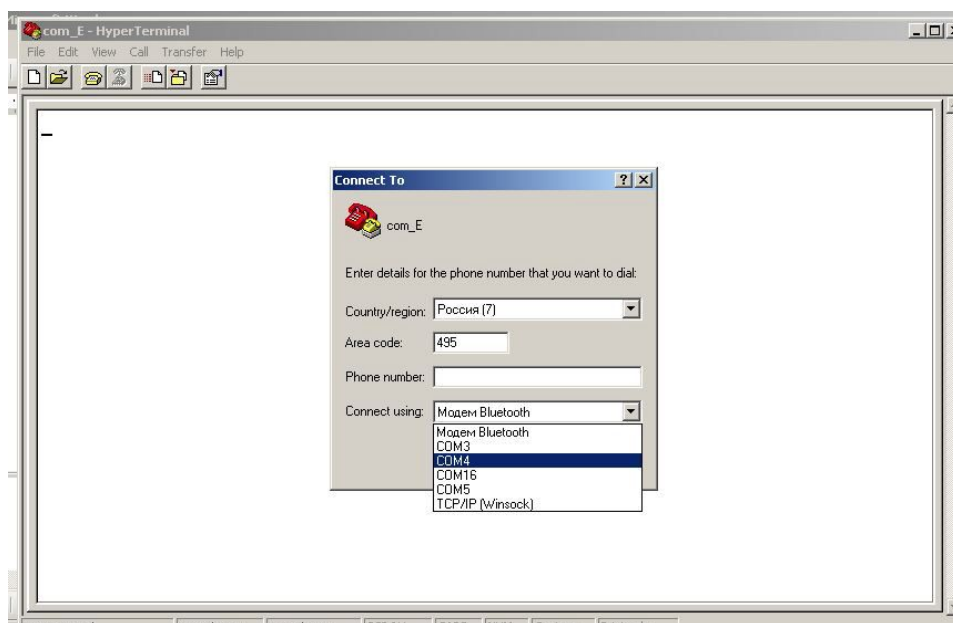 com_E - HyperTerminal
File Edit View Call Transfer Help
Connect To
com_E
Enter details for the phone number that you want to dial:
Country/region: Россия (7)
Area code: 495
Phone number:
Connect using: Модем Bluetooth
Модем Bluetooth
COM3
COM4
COM16
COM5
TCP/IP (Winsock)